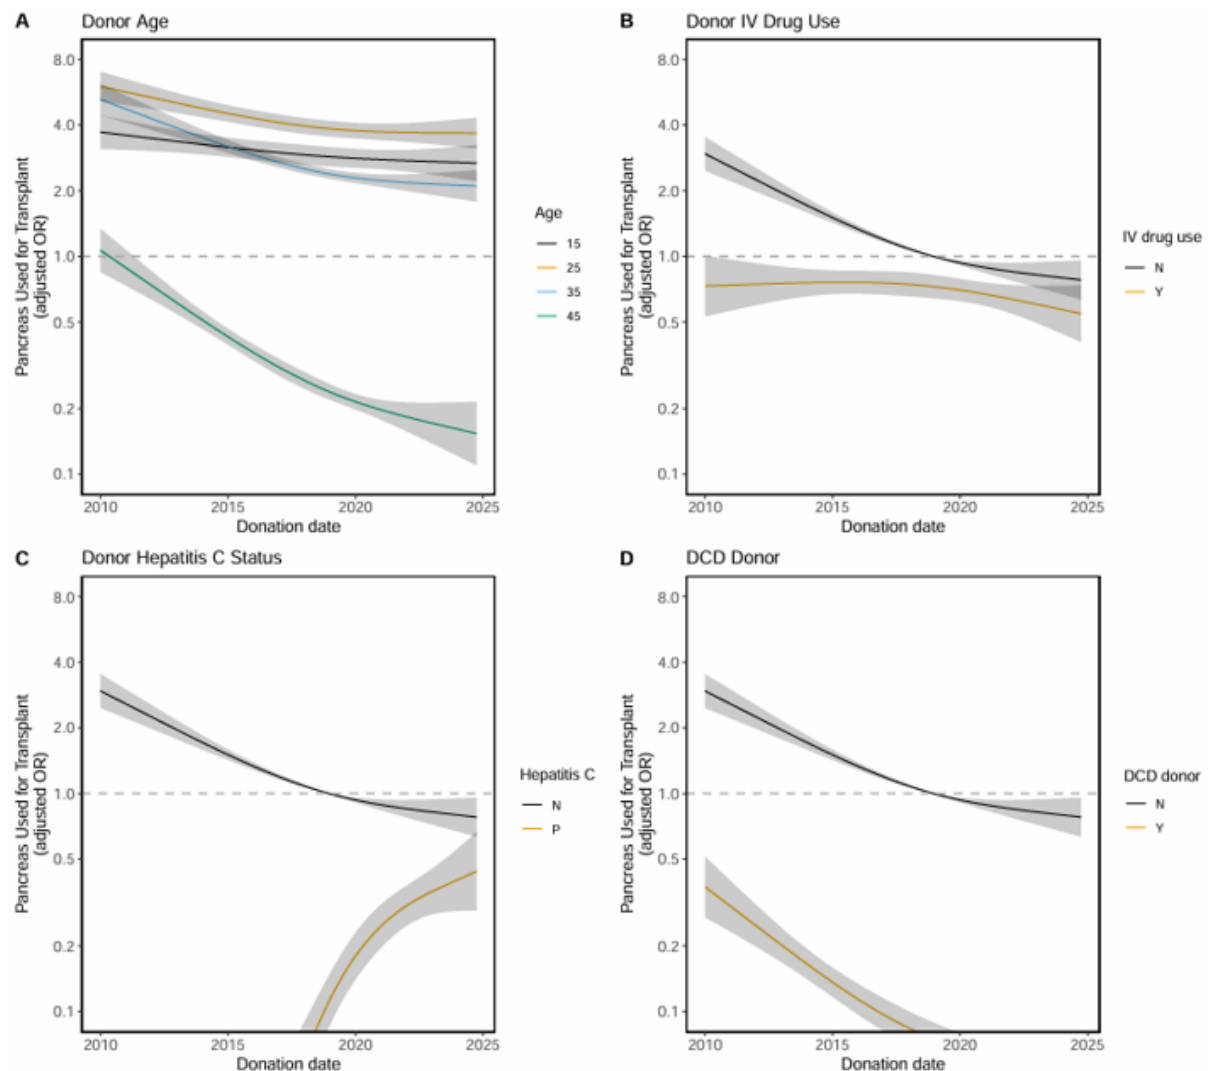 A Donor Age
Pancreas Used for Transplant
(adjusted OR)
8.0
4.0
2.0
1.0
0.5
0.2
0.1
2010 2015 2020 2025
Donation date
Age
15
25
35
45
B Donor IV Drug Use
Pancreas Used for Transplant
(adjusted OR)
8.0
4.0
2.0
1.0
0.5
0.2
0.1
2010 2015 2020 2025
Donation date
IV drug use
N
Y
C Donor Hepatitis C Status
Pancreas Used for Transplant
(adjusted OR)
8.0
4.0
2.0
1.0
0.5
0.2
0.1
2010 2015 2020 2025
Donation date
Hepatitis C
N
P
D DCD Donor
Pancreas Used for Transplant
(adjusted OR)
8.0
4.0
2.0
1.0
0.5
0.2
0.1
2010 2015 2020 2025
Donation date
DCD donor
N
Y